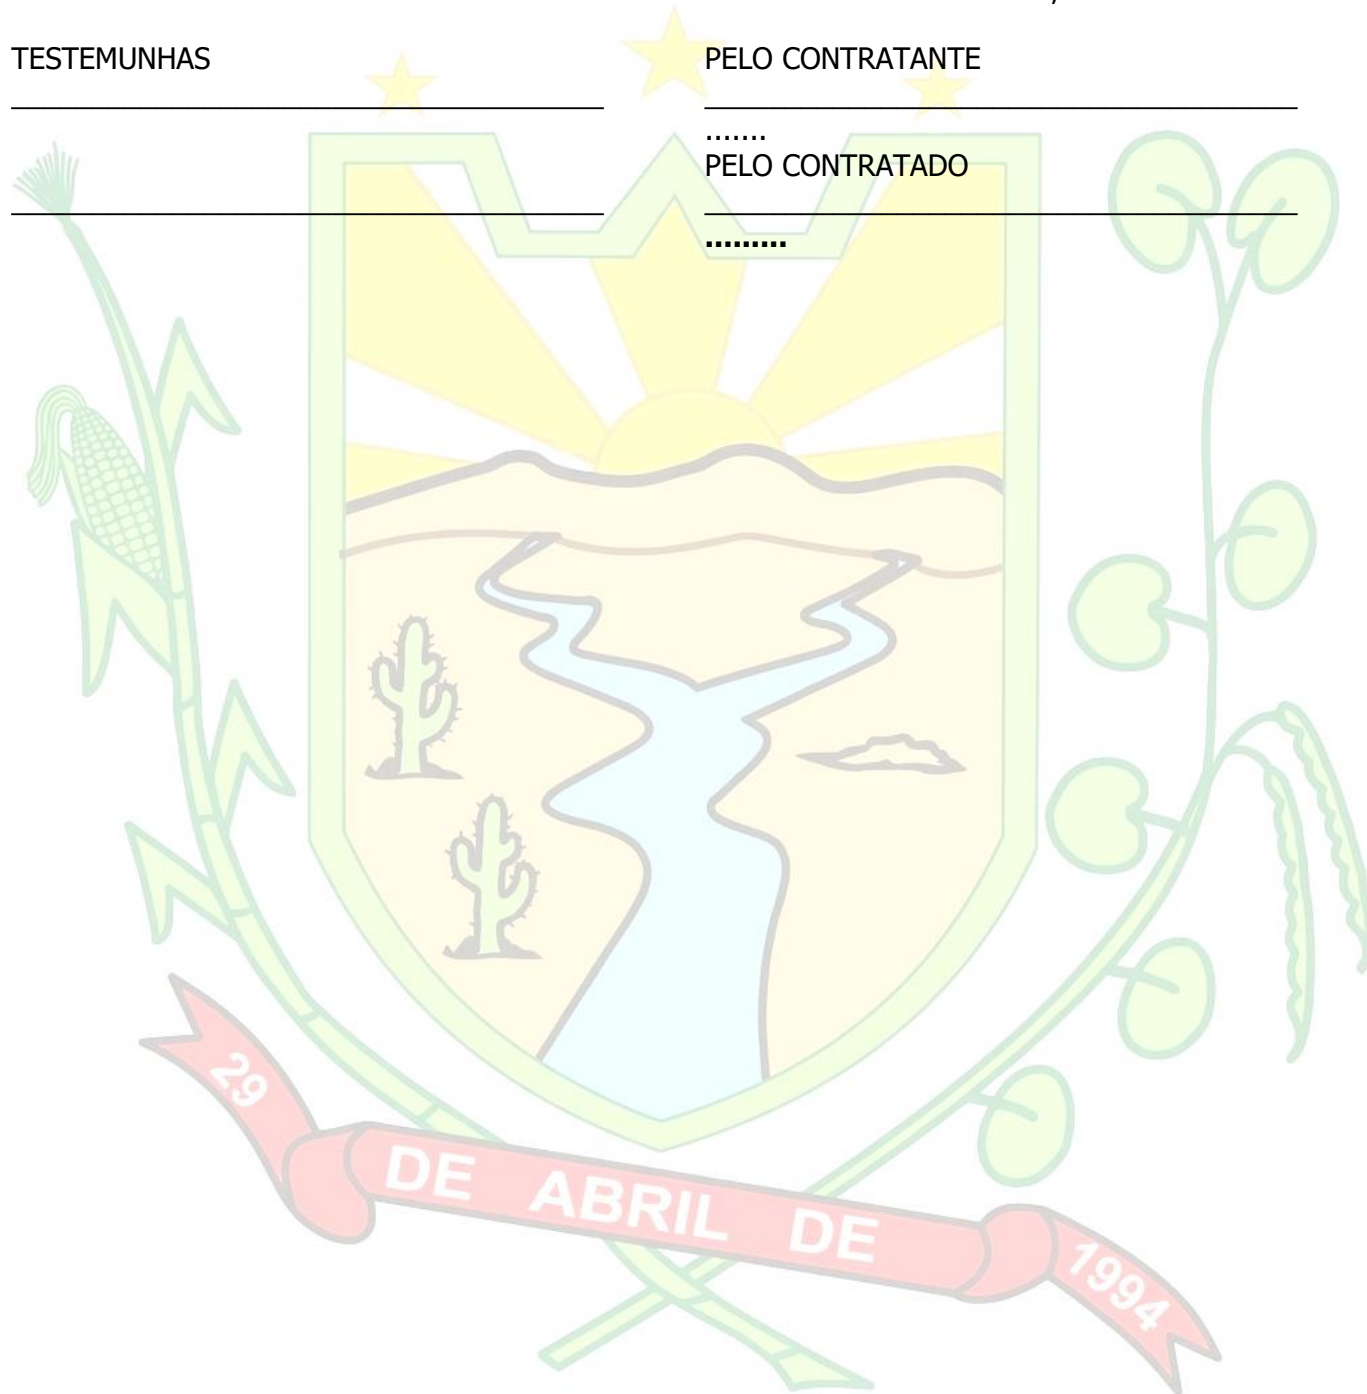 TESTEMUNHAS
PELO CONTRATANTE
.......
PELO CONTRATADO
.........
29 DE ABRIL DE 1994